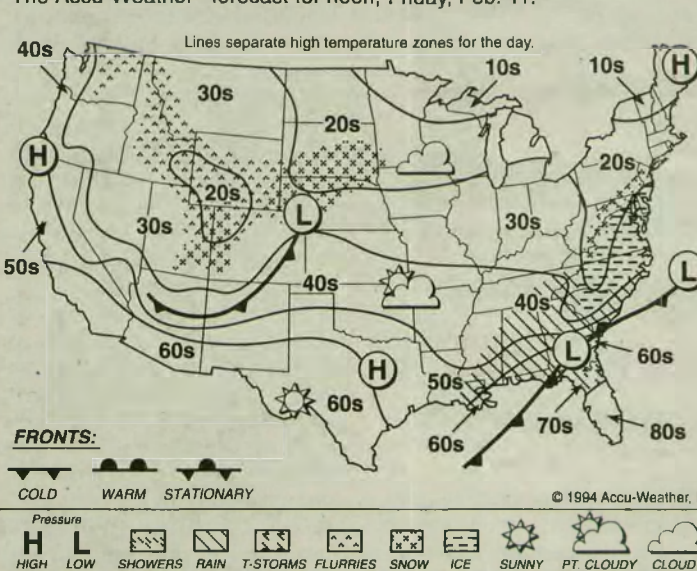 The Accu-Weather forecast for noon, Friday, Feb. 11.
Lines separate high temperature zones for the day.
40s
30s
20s
10s
10s
H
H
20s
20s
L
30s
30s
50s
40s
40s
L
60s
L
60s
H
50s
60s
60s
70s
80s
FRONTS:
COLD WARM STATIONARY
© 1994 Accu-Weather,
Pressure
H L
HIGH LOW SHOWERS RAIN T-STORMS FLURRIES SNOW ICE SUNNY PT. CLOUDY CLOUD